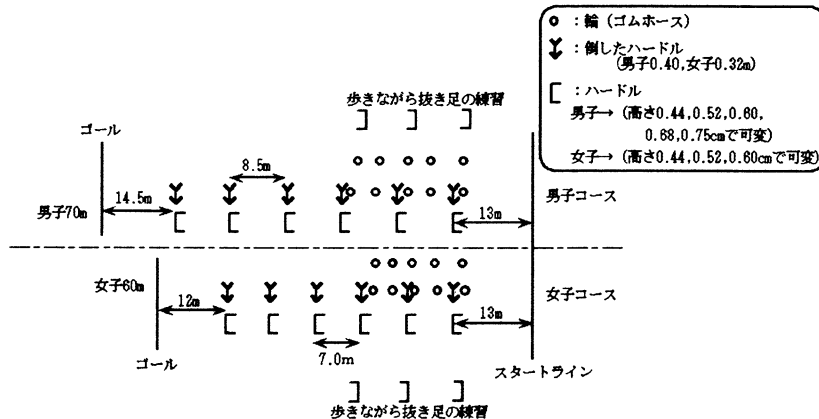 ○ ：輪（ゴムホース）
：倒したハードル
（男子0.40,女子0.32m）
：ハードル
男子→（高さ0.44,0.52,0.60,
0.68,0.75cmで可変）
女子→（高さ0.44,0.52,0.60cmで可変）
歩きながら抜き足の練習
ゴール
8.5m
14.5m
男子70m
13m
男子コース
女子60m
12m
女子コース
13m
7.0m
ゴール
スタートライン
歩きながら抜き足の練習